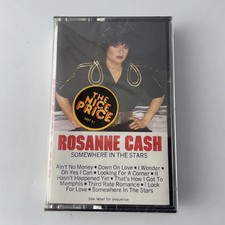 THE
NICE
PRICE
ROSANNE CASH
SOMEWHERE IN THE STARS
Ain't No Money • Down On Love • I Wonder •
Oh Yes I Can • Looking For A Corner • It
Hasn't Happened Yet • That's How I Got To
Memphis • Third Rate Romance • I Look
For Love • Somewhere In The Stars
See label for sequence